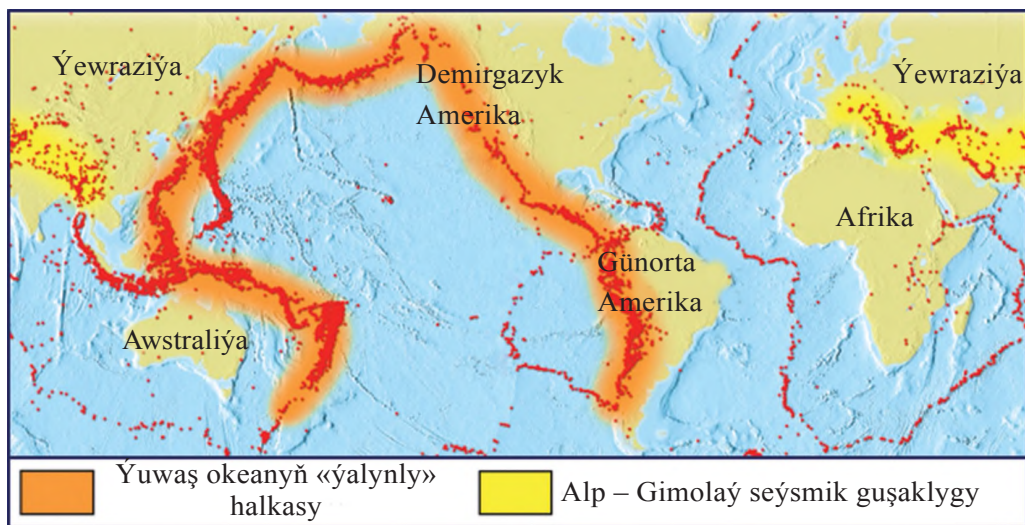 Ýewraziýa
Demirgazyk
Amerika
Ýewraziýa
Afrika
Günorta
Amerika
Awstraliýa
Ýuwaş okeanyň «ýalynly»
halkasy
Alp – Gimolaý seýsmik guşaklygy